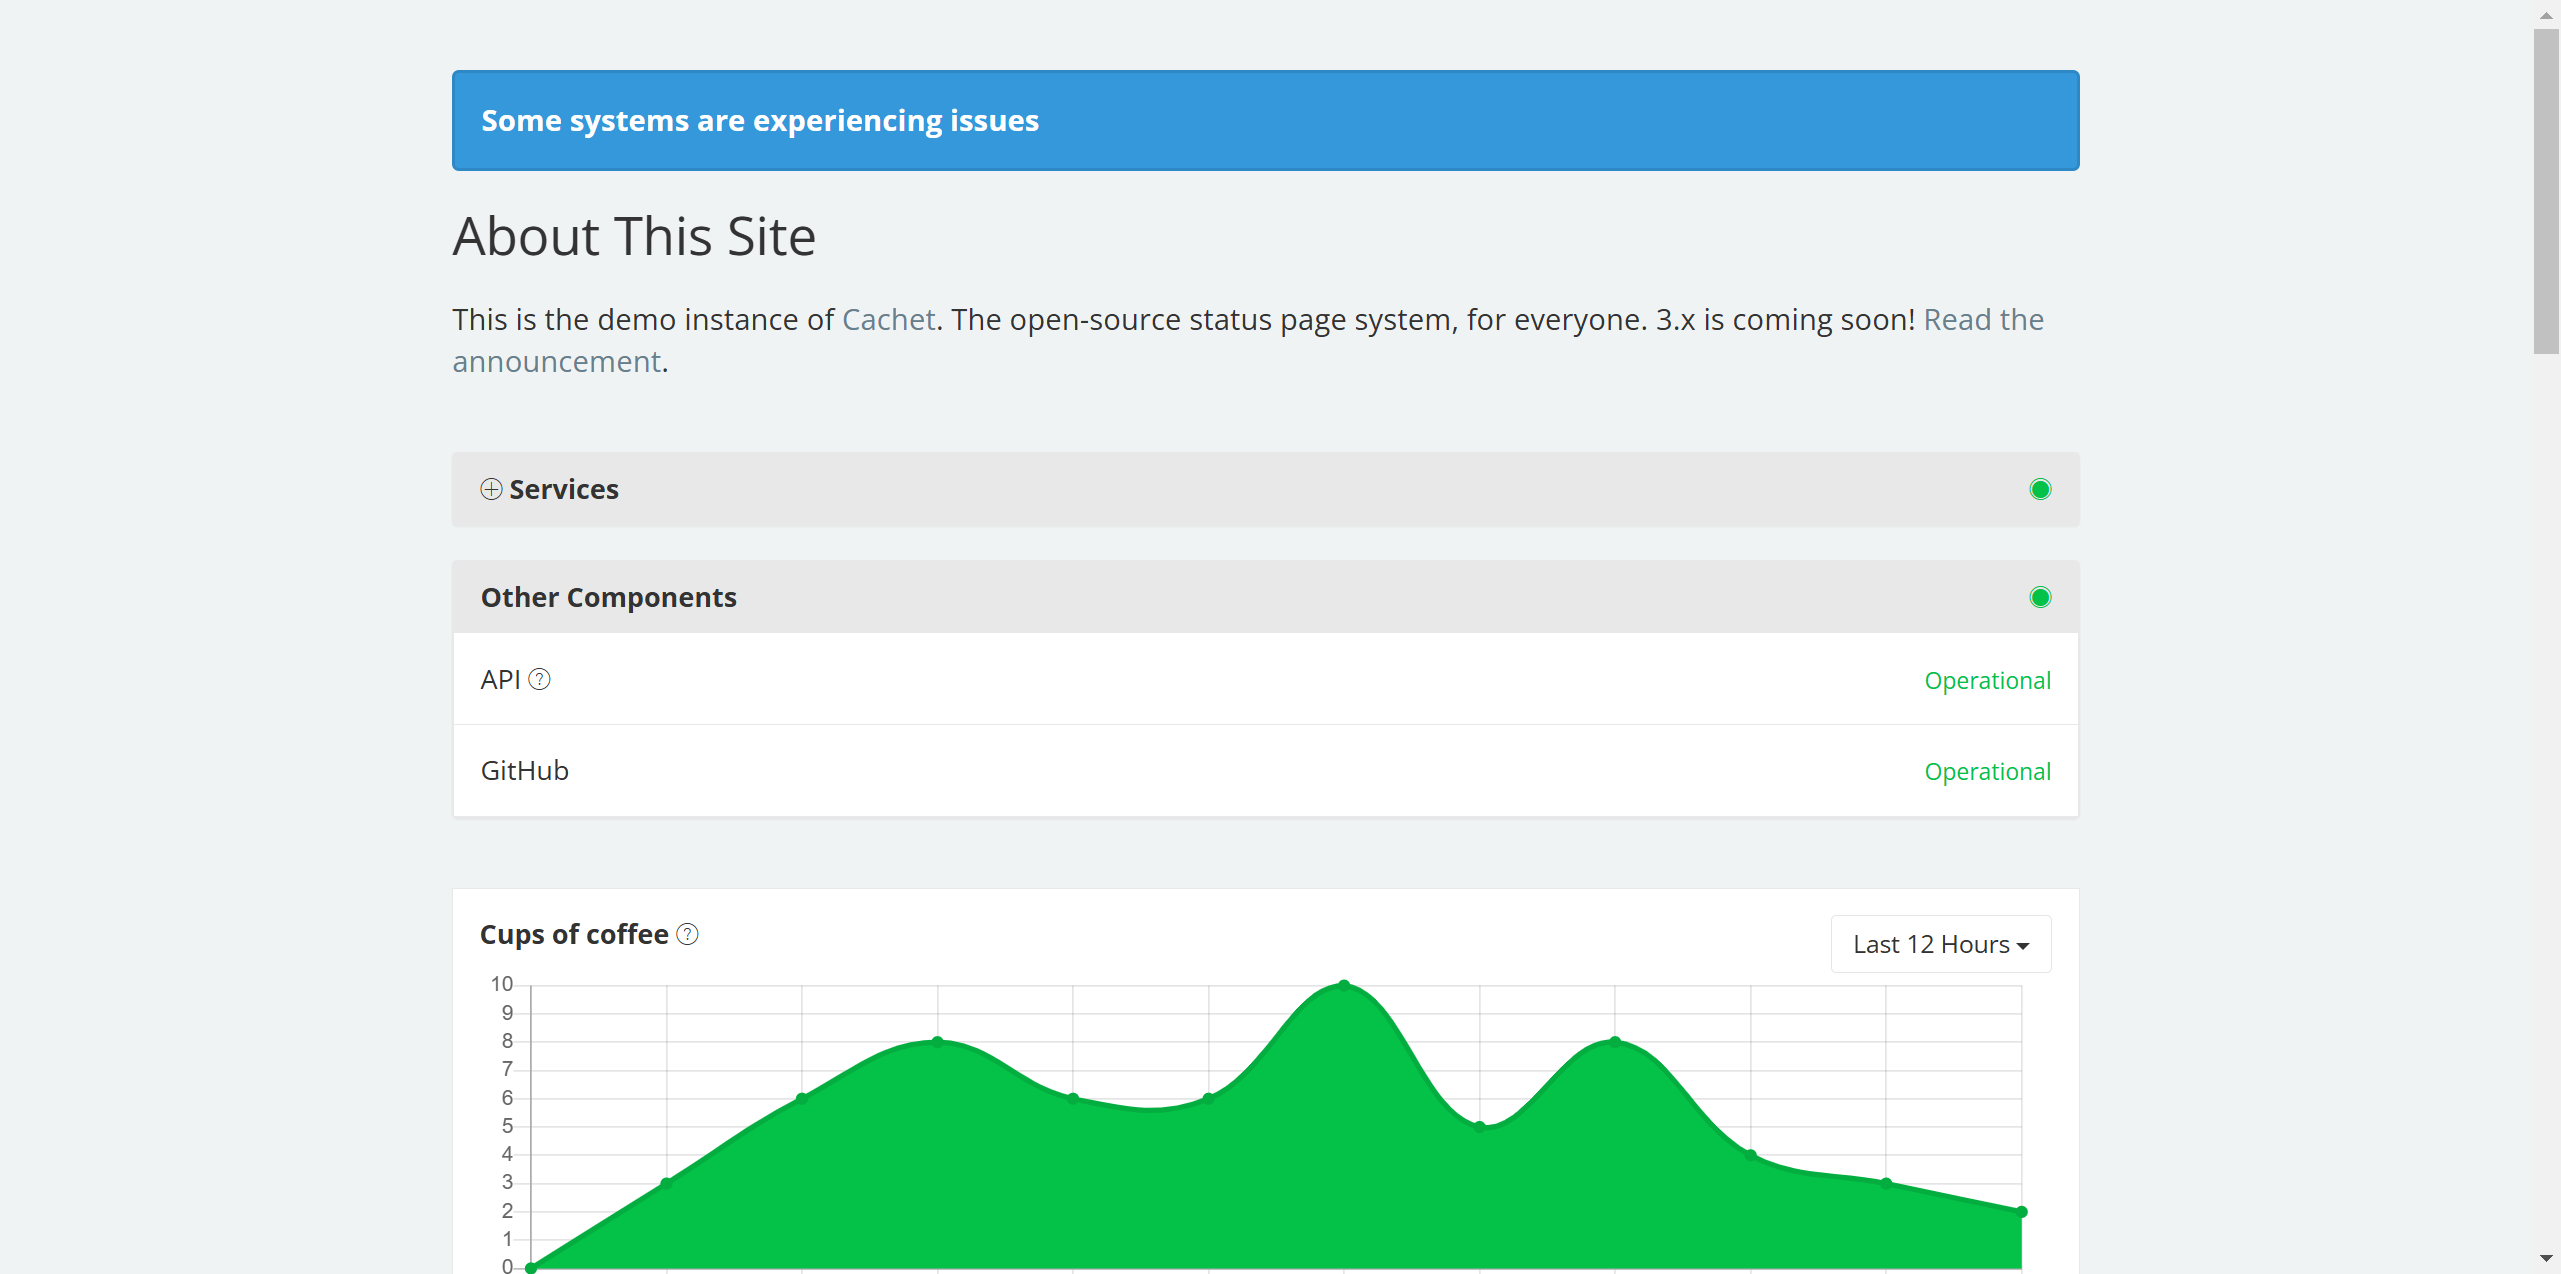 Some systems are experiencing issues
About This Site
This is the demo instance of Cachet. The open-source status page system, for everyone. 3.x is coming soon! Read the
announcement.
Services
Other Components
API ?
Operational
GitHub
Operational
Cups of coffee ?
Last 12 Hours
10
9
8
7
6
5
4
3
2
1
0